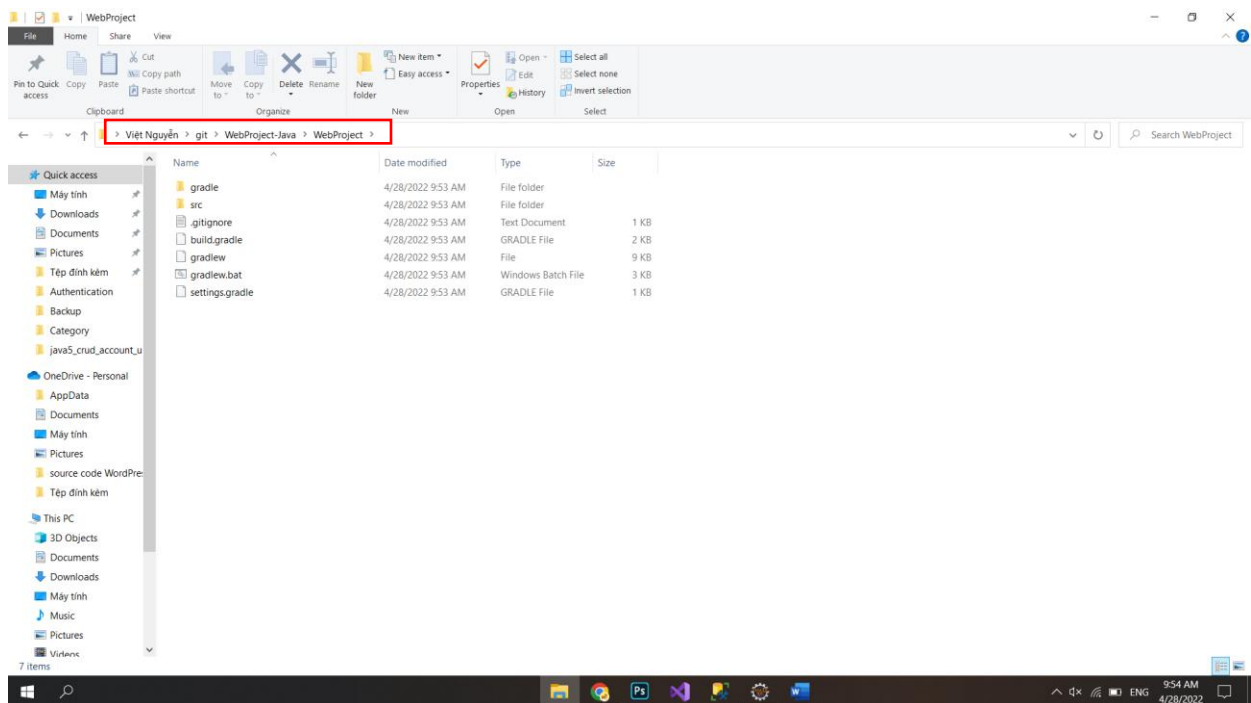 WebProject
File Home Share View
Pin to Quick access
Copy
Paste
Cut
Copy path
Paste shortcut
Move to
Copy to
Delete
Rename
New folder
New item
Easy access
Properties
Open
Edit
History
Select all
Select none
Invert selection
Clipboard Organize New Open Select
> Việt Nguyễn > git > WebProject-Java > WebProject >
Search WebProject
Name Date modified Type Size
gradle 4/28/2022 9:53 AM File folder
src 4/28/2022 9:53 AM File folder
.gitignore 4/28/2022 9:53 AM Text Document 1 KB
build.gradle 4/28/2022 9:53 AM GRADLE File 2 KB
gradlew 4/28/2022 9:53 AM File 9 KB
gradlew.bat 4/28/2022 9:53 AM Windows Batch File 3 KB
settings.gradle 4/28/2022 9:53 AM GRADLE File 1 KB
Quick access
Máy tính
Downloads
Documents
Pictures
Tệp đính kèm
Authentication
Backup
Category
java5_crud_account_u
OneDrive - Personal
AppData
Documents
Máy tính
Pictures
source code WordPre
Tệp đính kèm
This PC
3D Objects
Documents
Downloads
Máy tính
Music
Pictures
Videos
7 items
Ps
W
ENG
9:54 AM
4/28/2022